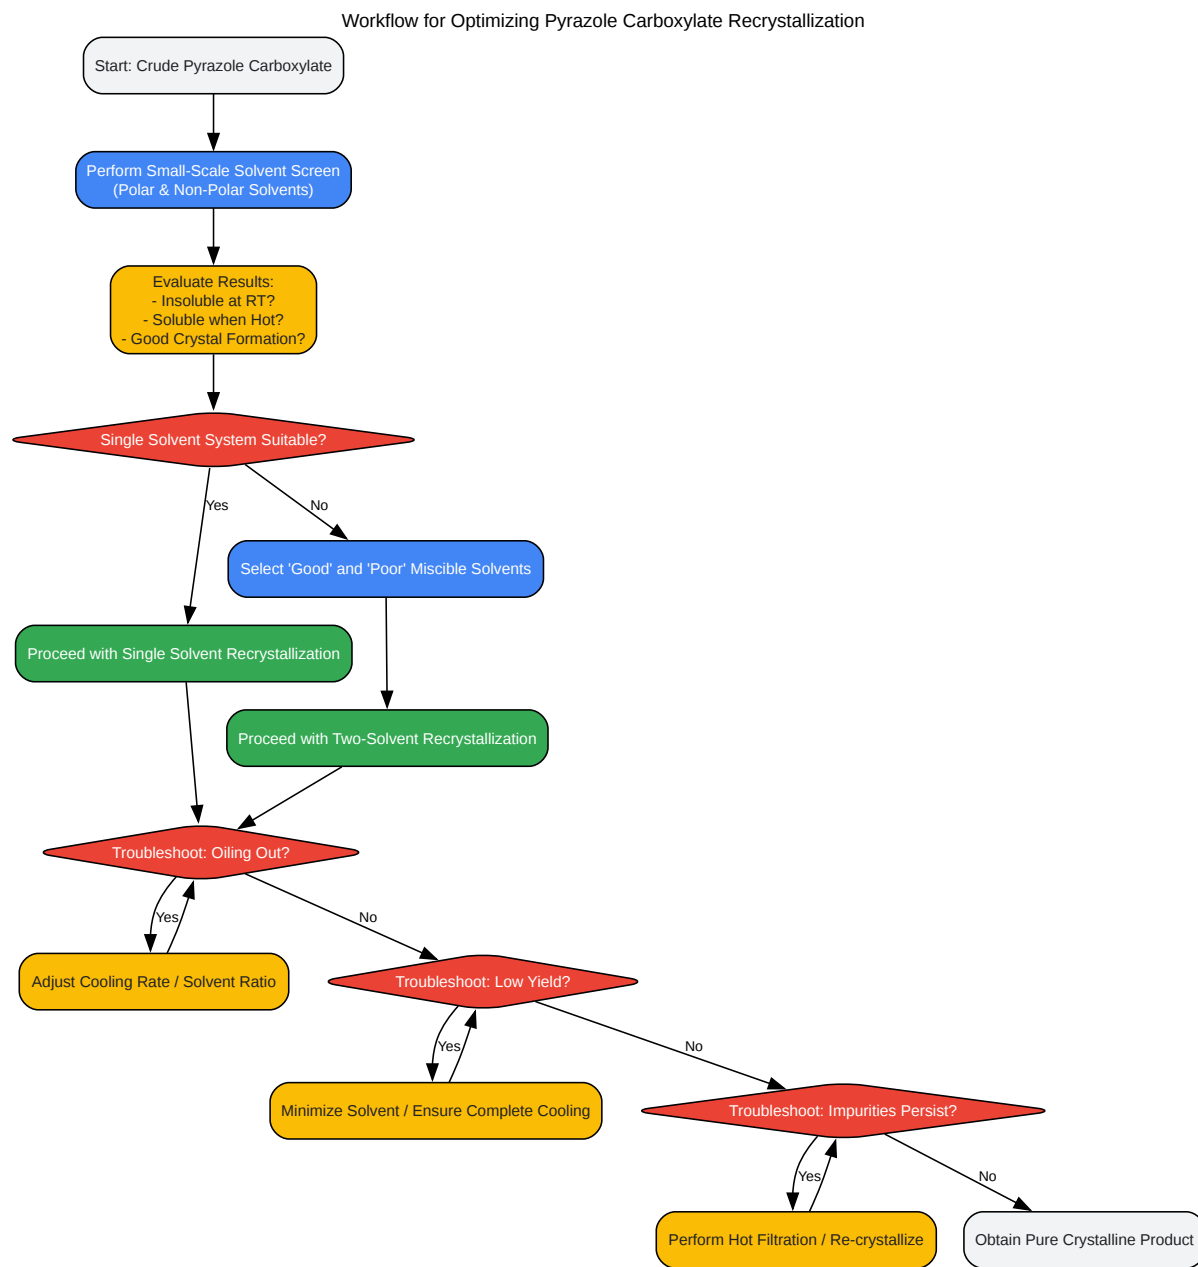 Workflow for Optimizing Pyrazole Carboxylate Recrystallization
Start: Crude Pyrazole Carboxylate
Perform Small-Scale Solvent Screen
(Polar & Non-Polar Solvents)
Evaluate Results:
- Insoluble at RT?
- Soluble when Hot?
- Good Crystal Formation?
Single Solvent System Suitable?
Yes
No
Select 'Good' and 'Poor' Miscible Solvents
Proceed with Single Solvent Recrystallization
Proceed with Two-Solvent Recrystallization
Troubleshoot: Oiling Out?
Yes
No
Adjust Cooling Rate / Solvent Ratio
Troubleshoot: Low Yield?
Yes
No
Minimize Solvent / Ensure Complete Cooling
Troubleshoot: Impurities Persist?
Yes
No
Perform Hot Filtration / Re-crystallize
Obtain Pure Crystalline Product